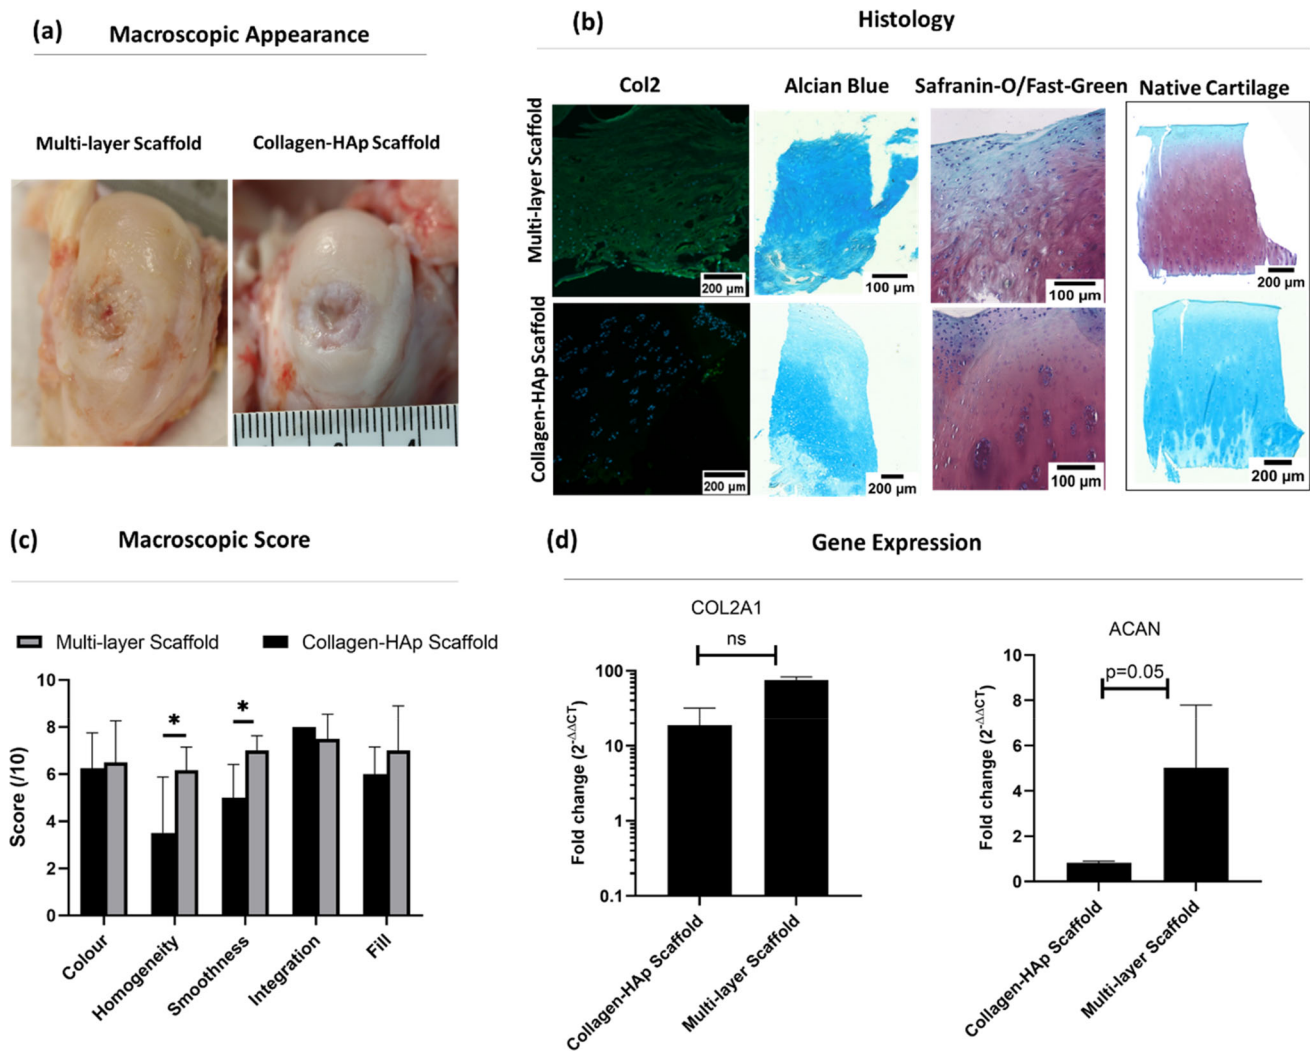 (a) Macroscopic Appearance
Multi-layer Scaffold
Collagen-HAp Scaffold
(b) Histology
Col2
Alcian Blue
Safranin-O/Fast-Green
Native Cartilage
Multi-layer Scaffold
200 µm
100 µm
100 µm
200 µm
Collagen-HAp Scaffold
200 µm
200 µm
100 µm
200 µm
(c) Macroscopic Score
Multi-layer Scaffold
Collagen-HAp Scaffold
Score (/10)
10
8
6
4
2
0
*
*
Colour
Homogeneity
Smoothness
Integration
Fill
(d) Gene Expression
COL2A1
ns
Fold change (2^-ΔΔCT)
100
10
1
0.1
Collagen-HAp Scaffold
Multi-layer Scaffold
ACAN
p=0.05
Fold change (2^-ΔΔCT)
10
8
6
4
2
0
Collagen-HAp Scaffold
Multi-layer Scaffold